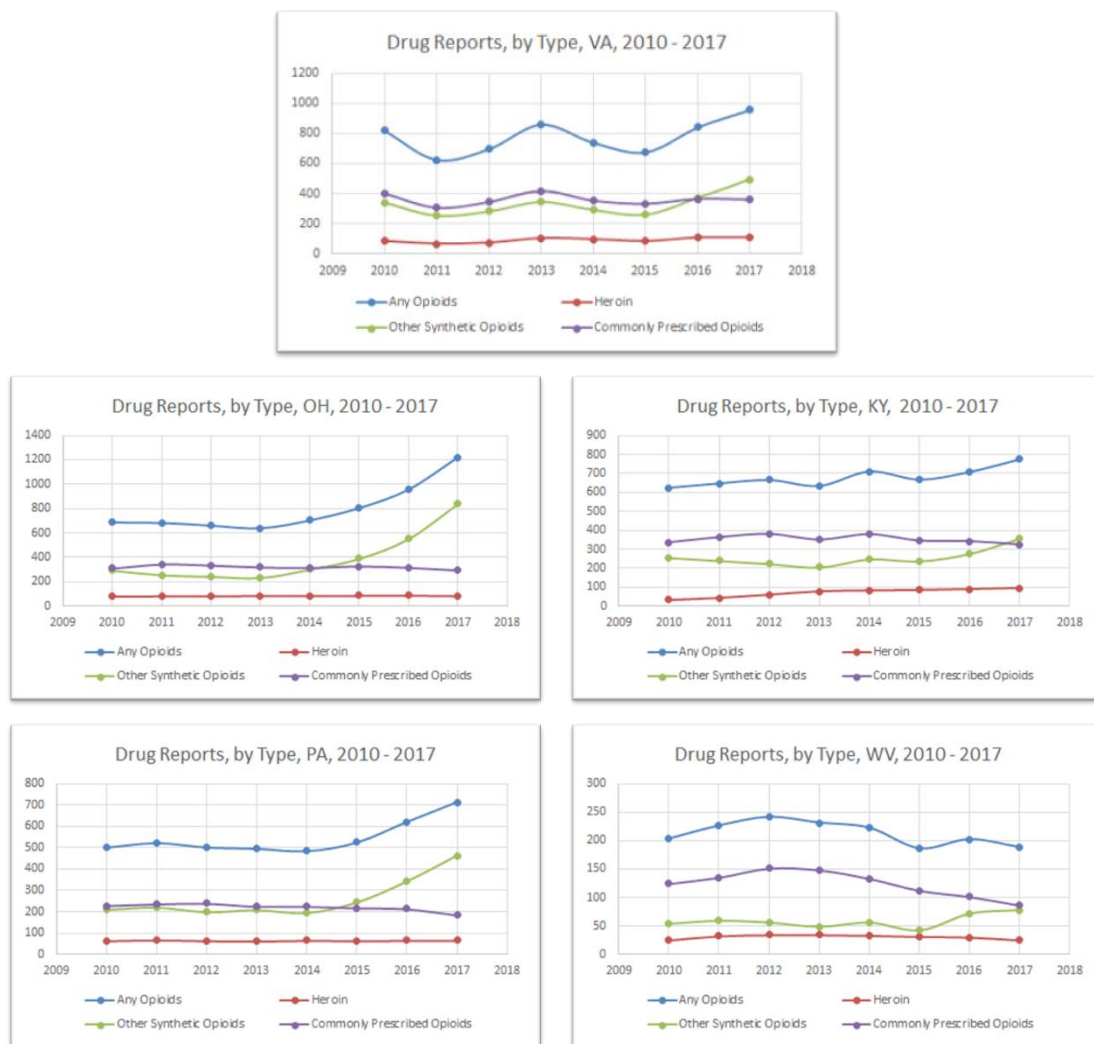 Drug Reports, by Type, VA, 2010 - 2017
1200
1000
800
600
400
200
0
2009 2010 2011 2012 2013 2014 2015 2016 2017 2018
Any Opioids Heroin
Other Synthetic Opioids Commonly Prescribed Opioids
Drug Reports, by Type, OH, 2010 - 2017
1400
1200
1000
800
600
400
200
0
2009 2010 2011 2012 2013 2014 2015 2016 2017 2018
Any Opioids Heroin
Other Synthetic Opioids Commonly Prescribed Opioids
Drug Reports, by Type, KY, 2010 - 2017
900
800
700
600
500
400
300
200
100
0
2009 2010 2011 2012 2013 2014 2015 2016 2017 2018
Any Opioids Heroin
Other Synthetic Opioids Commonly Prescribed Opioids
Drug Reports, by Type, PA, 2010 - 2017
800
700
600
500
400
300
200
100
0
2009 2010 2011 2012 2013 2014 2015 2016 2017 2018
Any Opioids Heroin
Other Synthetic Opioids Commonly Prescribed Opioids
Drug Reports, by Type, WV, 2010 - 2017
300
250
200
150
100
50
0
2009 2010 2011 2012 2013 2014 2015 2016 2017 2018
Any Opioids Heroin
Other Synthetic Opioids Commonly Prescribed Opioids